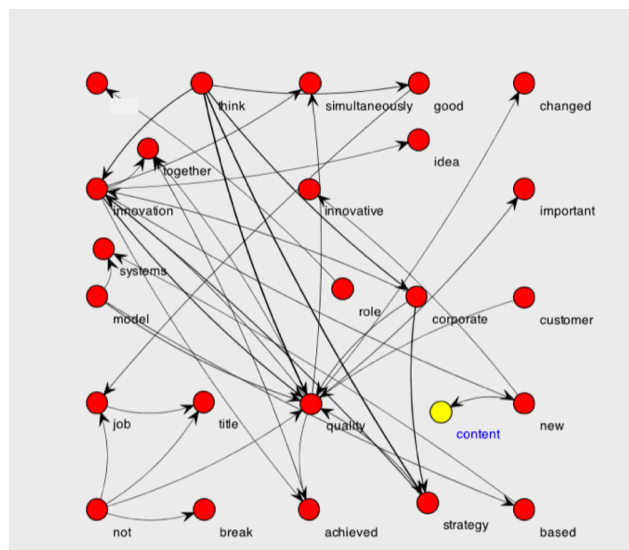 think
simultaneously
good
changed
idea
together
innovation
innovative
important
systems
role
model
corporate
customer
job
title
quality
content
new
not
break
achieved
strategy
based